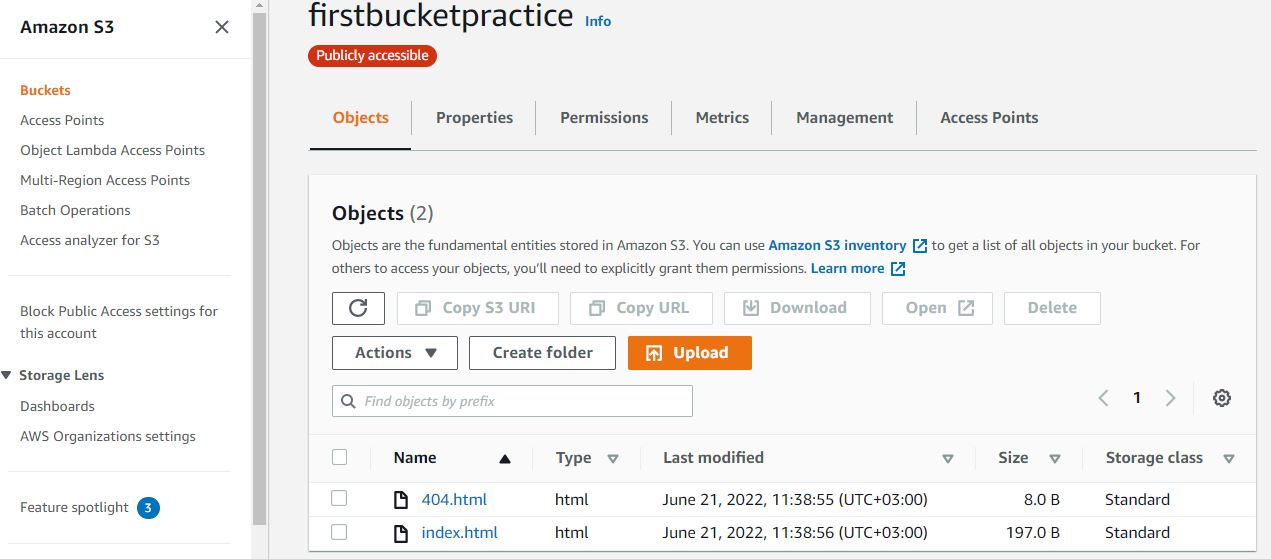 Amazon S3
Buckets
Access Points
Object Lambda Access Points
Multi-Region Access Points
Batch Operations
Access analyzer for S3
Block Public Access settings for
this account
Storage Lens
Dashboards
AWS Organizations settings
Feature spotlight 3
firstbucketpractice Info
Publicly accessible
Objects Properties Permissions Metrics Management Access Points
Objects (2)
Objects are the fundamental entities stored in Amazon S3. You can use Amazon S3 inventory to get a list of all objects in your bucket. For
others to access your objects, you'll need to explicitly grant them permissions. Learn more
Copy S3 URI Copy URL Download Open Delete
Actions Create folder Upload
Find objects by prefix 1
Name Type Last modified Size Storage class
404.html html June 21, 2022, 11:38:55 (UTC+03:00) 8.0 B Standard
index.html html June 21, 2022, 11:38:56 (UTC+03:00) 197.0 B Standard